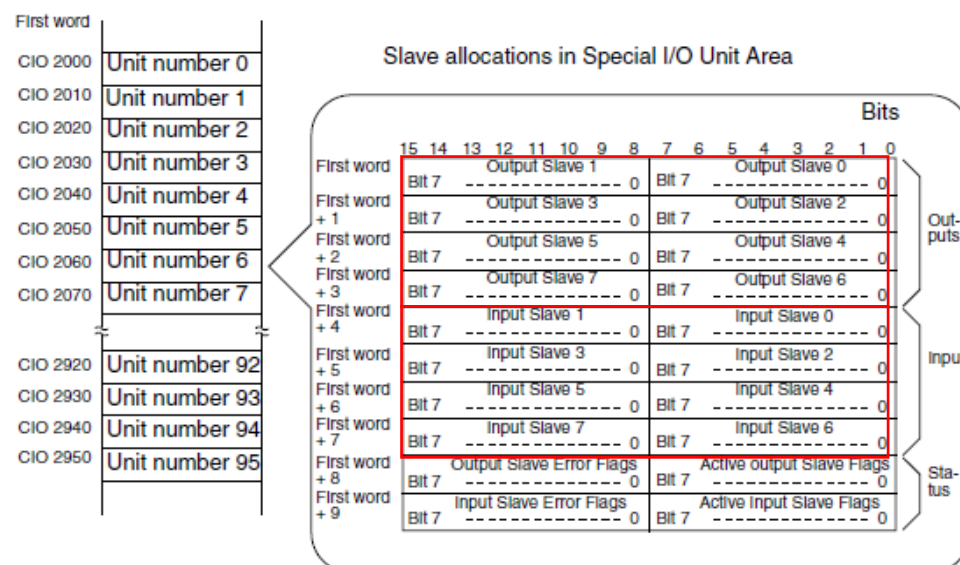 First word
CIO 2000 Unit number 0
CIO 2010 Unit number 1
CIO 2020 Unit number 2
CIO 2030 Unit number 3
CIO 2040 Unit number 4
CIO 2050 Unit number 5
CIO 2060 Unit number 6
CIO 2070 Unit number 7
CIO 2920 Unit number 92
CIO 2930 Unit number 93
CIO 2940 Unit number 94
CIO 2950 Unit number 95
Slave allocations in Special I/O Unit Area
Bits
15 14 13 12 11 10 9 8 7 6 5 4 3 2 1 0
First word
Output Slave 1 Output Slave 0
Bit 7 ------------ 0 Bit 7 ------------ 0
First word
+ 1
Output Slave 3 Output Slave 2
Bit 7 ------------ 0 Bit 7 ------------ 0
First word
+ 2
Output Slave 5 Output Slave 4
Bit 7 ------------ 0 Bit 7 ------------ 0
First word
+ 3
Output Slave 7 Output Slave 6
Bit 7 ------------ 0 Bit 7 ------------ 0
Out-
puts
First word
+ 4
Input Slave 1 Input Slave 0
Bit 7 ------------ 0 Bit 7 ------------ 0
First word
+ 5
Input Slave 3 Input Slave 2
Bit 7 ------------ 0 Bit 7 ------------ 0
First word
+ 6
Input Slave 5 Input Slave 4
Bit 7 ------------ 0 Bit 7 ------------ 0
First word
+ 7
Input Slave 7 Input Slave 6
Bit 7 ------------ 0 Bit 7 ------------ 0
Input
First word
+ 8
Output Slave Error Flags Active output Slave Flags
Bit 7 ------------ 0 Bit 7 ------------ 0
First word
+ 9
Input Slave Error Flags Active Input Slave Flags
Bit 7 ------------ 0 Bit 7 ------------ 0
Sta-
tus